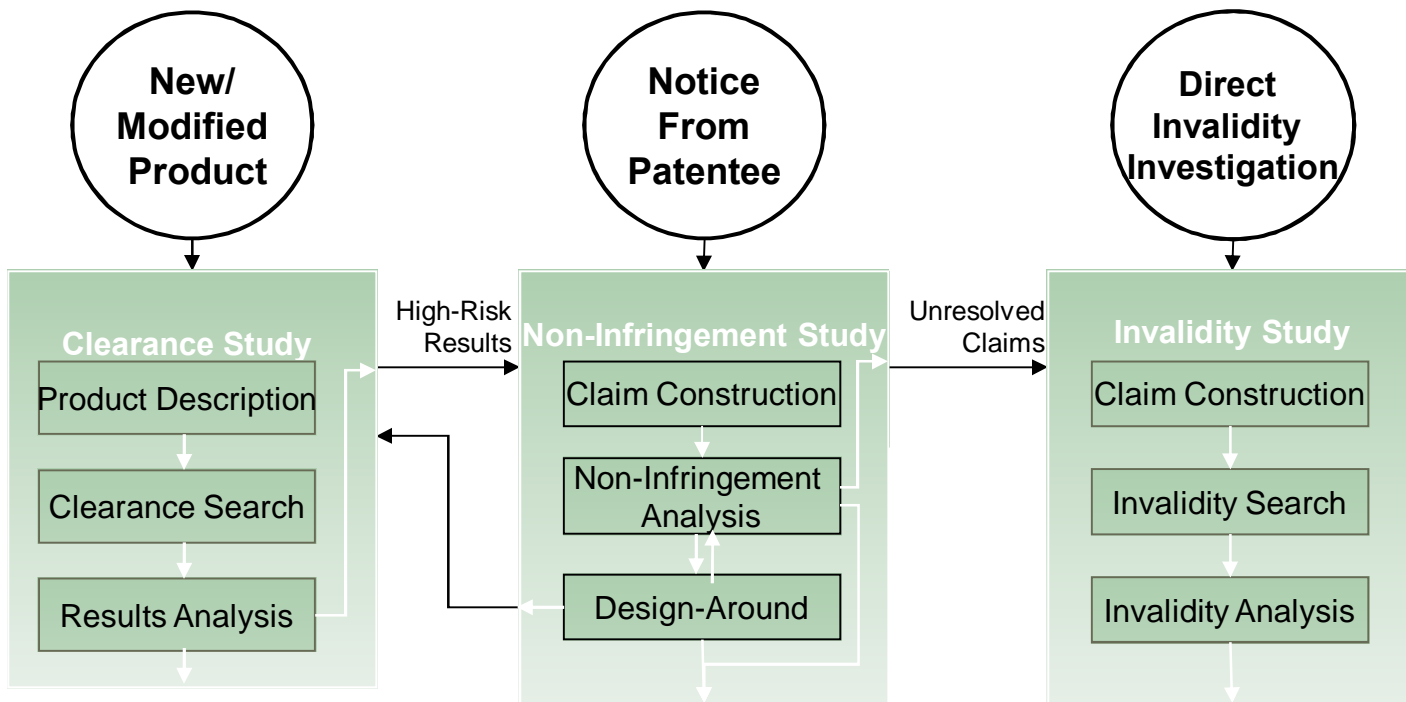 New/
Modified
Product
Notice
From
Patentee
Direct
Invalidity
Investigation
Clearance Study
Product Description
Clearance Search
Results Analysis
High-Risk
Results
Non-Infringement Study
Claim Construction
Non-Infringement
Analysis
Design-Around
Unresolved
Claims
Invalidity Study
Claim Construction
Invalidity Search
Invalidity Analysis